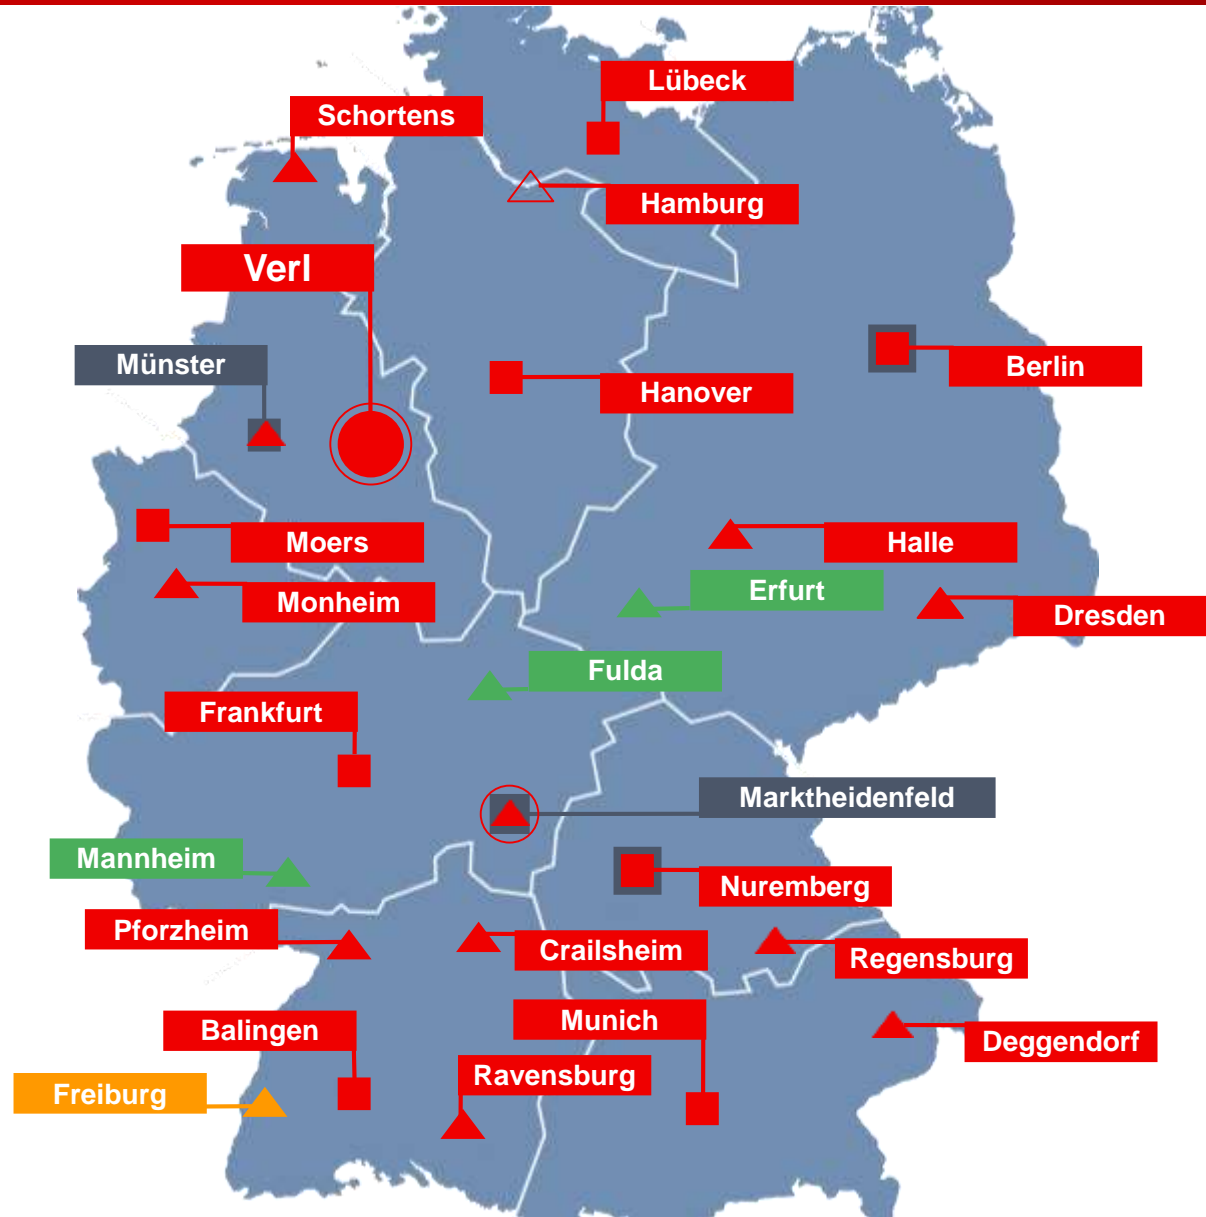 Lübeck
Schortens
Hamburg
Verl
Münster
Berlin
Hanover
Moers
Halle
Erfurt
Monheim
Dresden
Fulda
Frankfurt
Marktheidenfeld
Mannheim
Nuremberg
Pforzheim
Crailsheim
Regensburg
Munich
Balingen
Deggendorf
Ravensburg
Freiburg